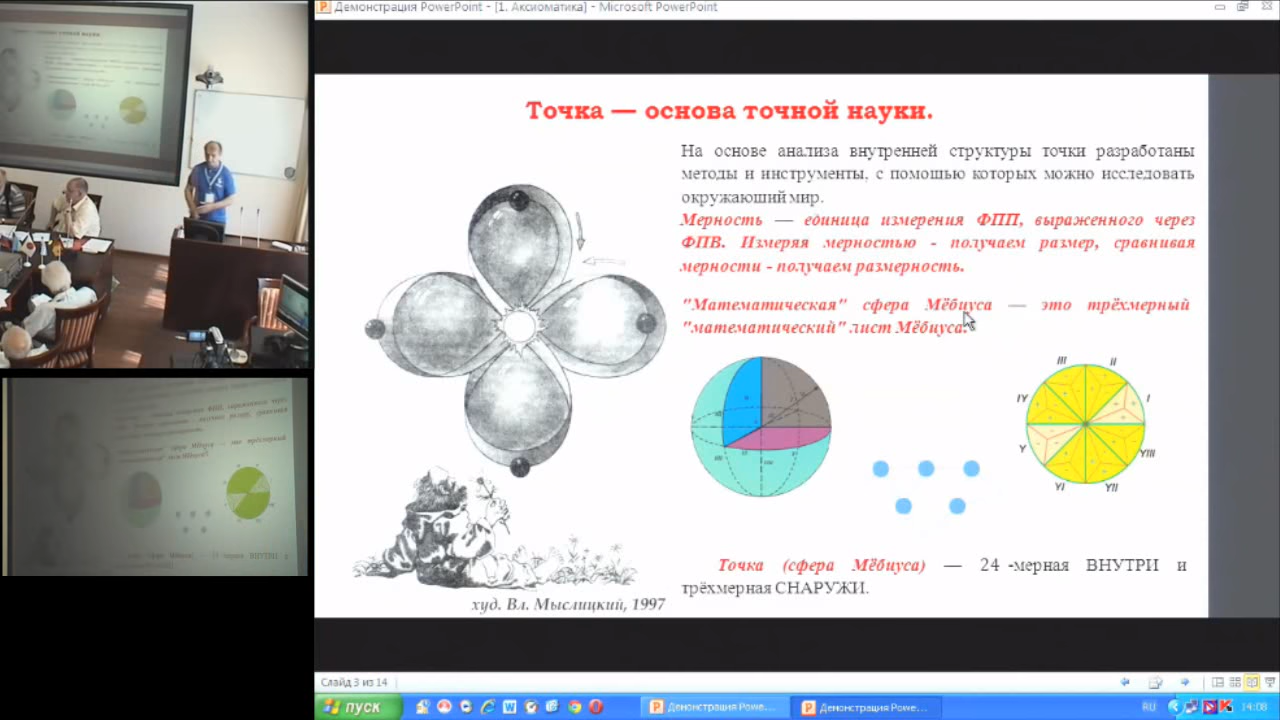 Демонстрация PowerPoint - [1. Аксиоматика] - Microsoft PowerPoint
Точка — основа точной науки.
На основе анализа внутренней структуры точки разработаны
методы и инструменты, с помощью которых можно исследовать
окружающий мир.
Мерность — единица измерения ФПП, выраженного через
ФПВ. Измеряя мерностью - получаем размер, сравнивая
мерности - получаем размерность.
"Математическая" сфера Мёбиуса — это трёхмерный
"математический" лист Мёбиуса.
III
II
IY
I
Y
YIII
YI
YII
Точка (сфера Мёбиуса) — 24 -мерная ВНУТРИ и
трёхмерная СНАРУЖИ.
худ. Вл. Мыслицкий, 1997
Слайд 3 из 14
пуск
Демонстрация Powe...
Демонстрация Powe...
RU
14:08